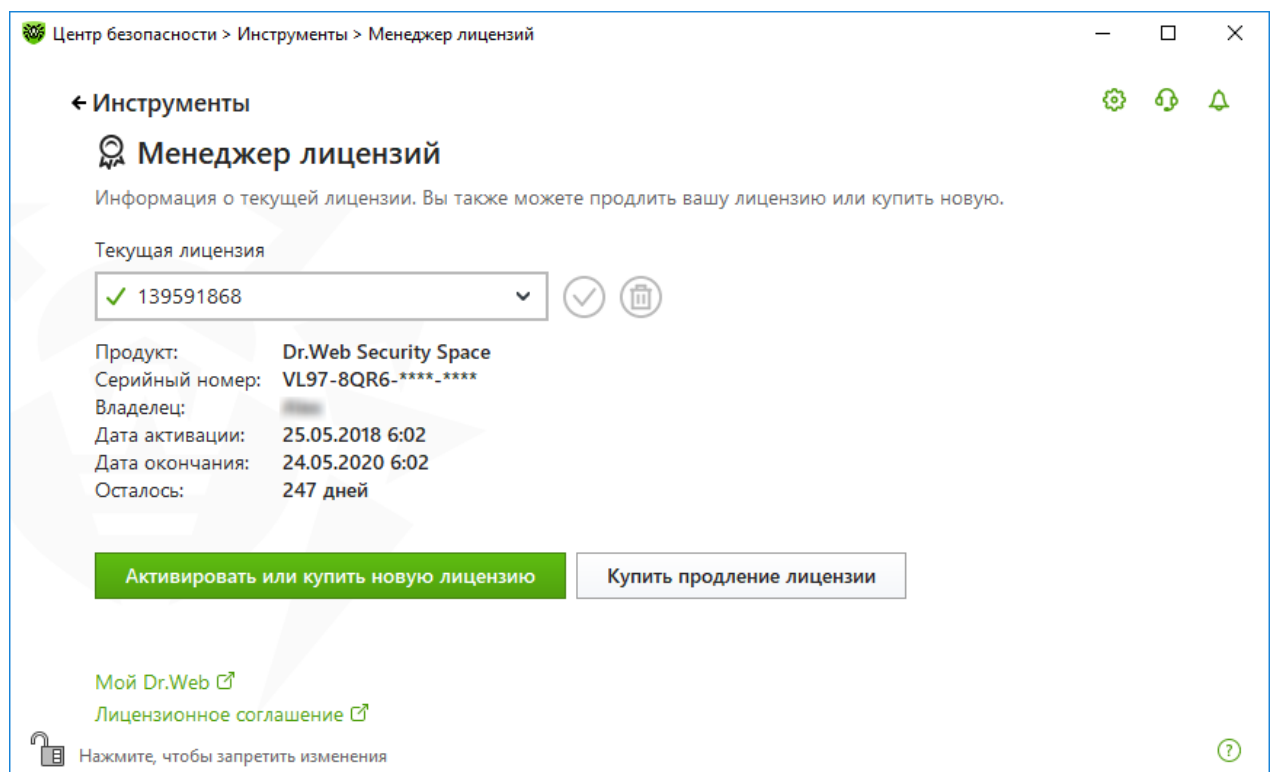 Центр безопасности > Инструменты > Менеджер лицензий
Инструменты
Менеджер лицензий
Информация о текущей лицензии. Вы также можете продлить вашу лицензию или купить новую.
Текущая лицензия
139591868
Продукт: Dr.Web Security Space
Серийный номер: VL97-8QR6-****-****
Владелец:
Дата активации: 25.05.2018 6:02
Дата окончания: 24.05.2020 6:02
Осталось: 247 дней
Активировать или купить новую лицензию Купить продление лицензии
Мой Dr.Web
Лицензионное соглашение
Нажмите, чтобы запретить изменения